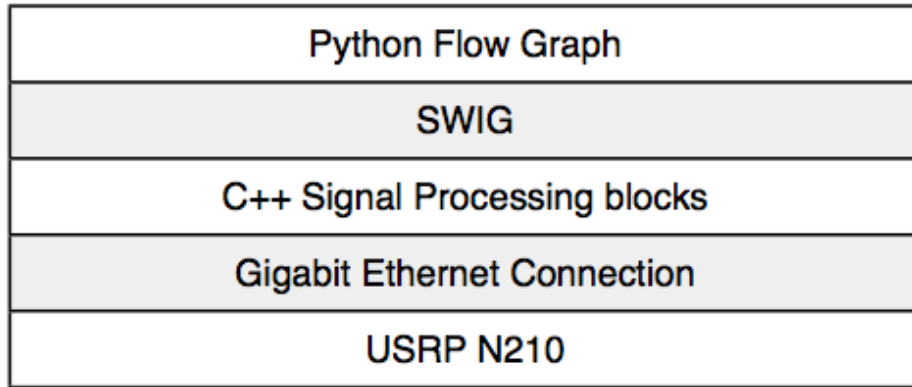 Python Flow Graph
SWIG
C++ Signal Processing blocks
Gigabit Ethernet Connection
USRP N210